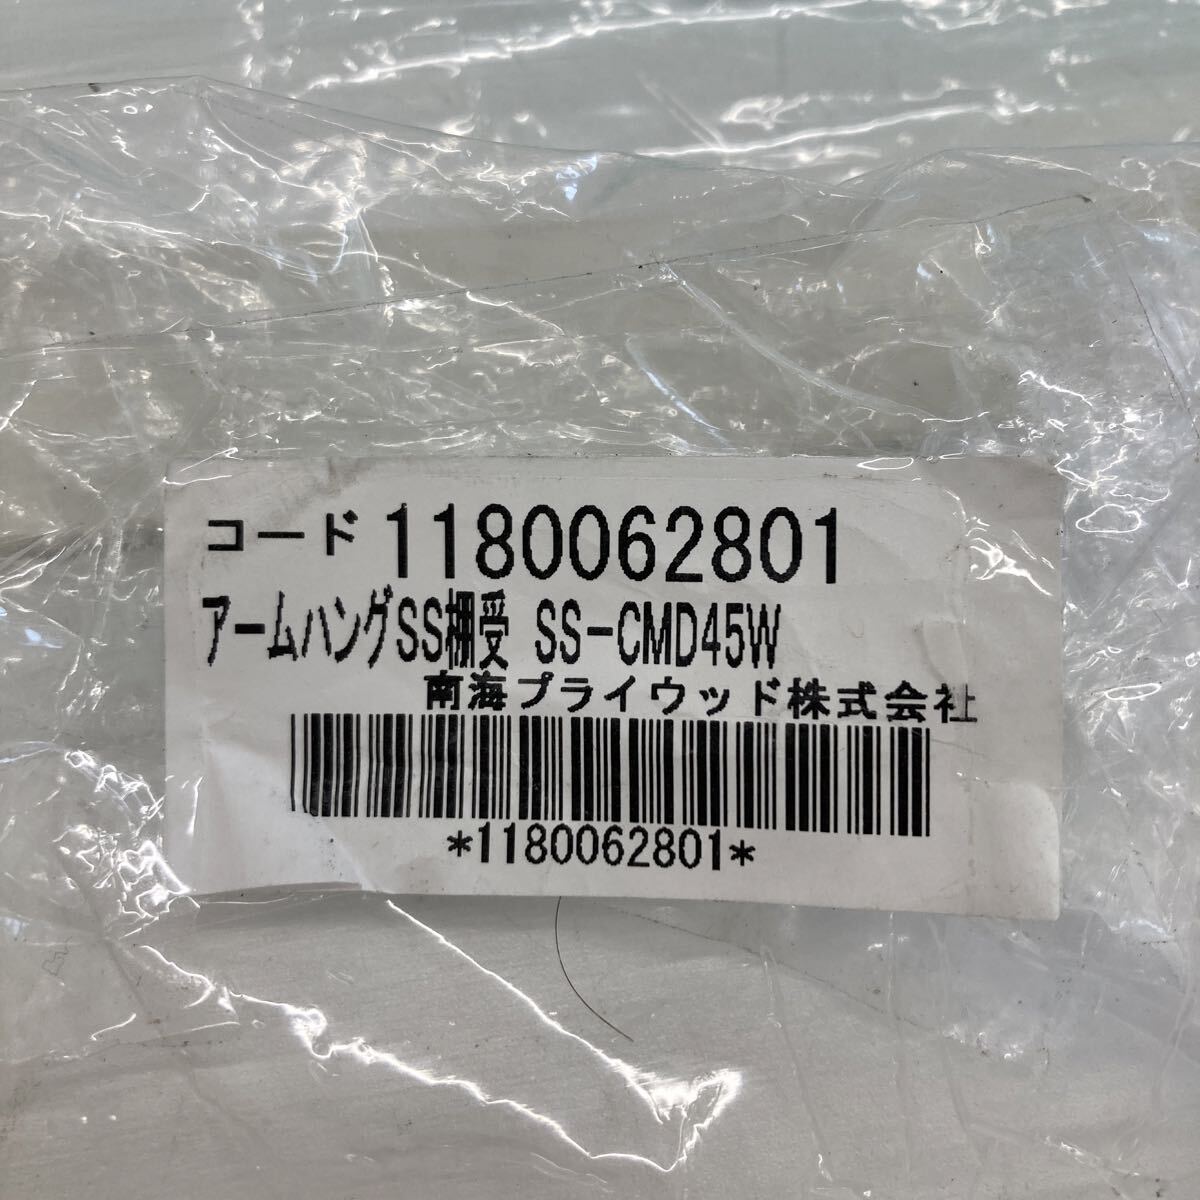 コード 1180062801
アームハングSS棚受 SS-CMD45W
南海プライウッド株式会社
*1180062801*